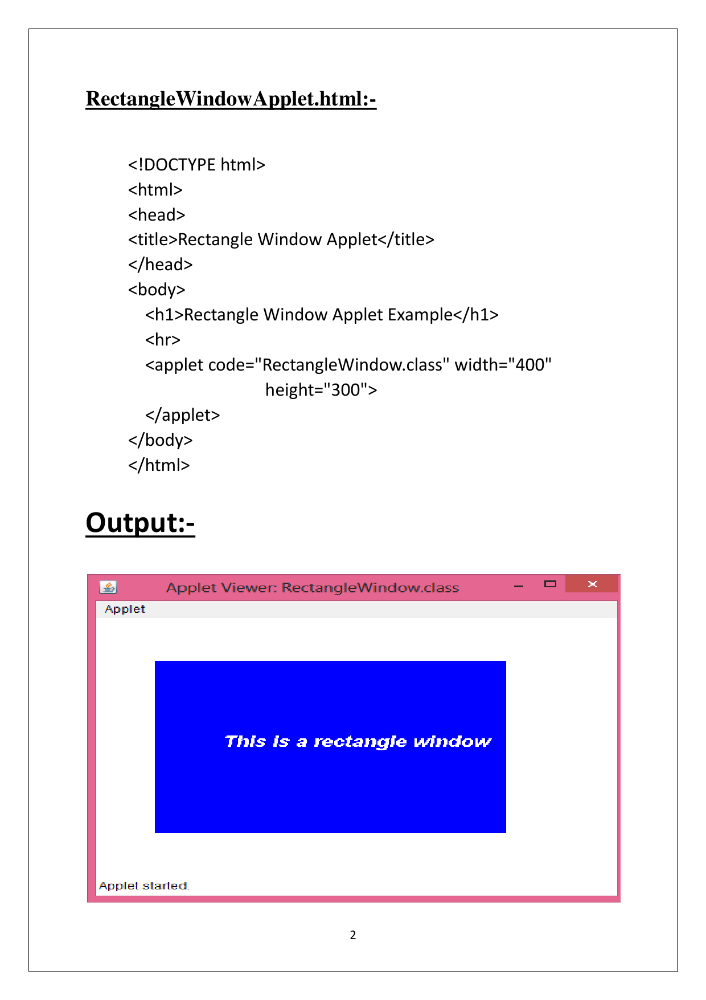 RectangleWindowApplet.html:-
<!DOCTYPE html>
<html>
<head>
<title>Rectangle Window Applet</title>
</head>
<body>
<h1>Rectangle Window Applet Example</h1>
<hr>
<applet code="RectangleWindow.class" width="400"
height="300">
</applet>
</body>
</html>
Output:-
Applet Viewer: RectangleWindow.class
Applet
This is a rectangle window
Applet started.
2